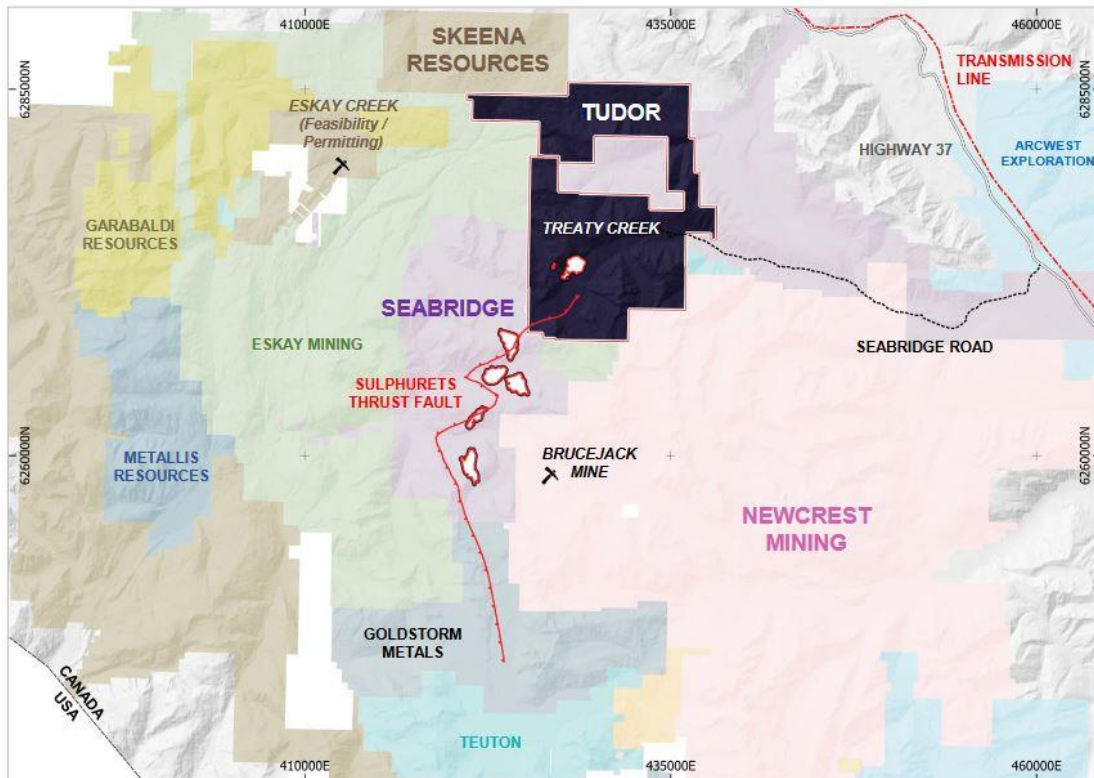 410000E
435000E
460000E
SKEENA
RESOURCES
TRANSMISSION
LINE
6285000N
6285000N
ESKAY CREEK
(Feasibility /
Permitting)
TUDOR
HIGHWAY 37
ARCWEST
EXPLORATION
GARABALDI
RESOURCES
TREATY CREEK
SEABRIDGE
ESKAY MINING
SEABRIDGE ROAD
SULPHURETS
THRUST FAULT
METALLIS
RESOURCES
BRUCEJACK
MINE
6260000N
6260000N
NEWCREST
MINING
GOLDSTORM
METALS
CANADA
USA
TEUTON
410000E
435000E
460000E